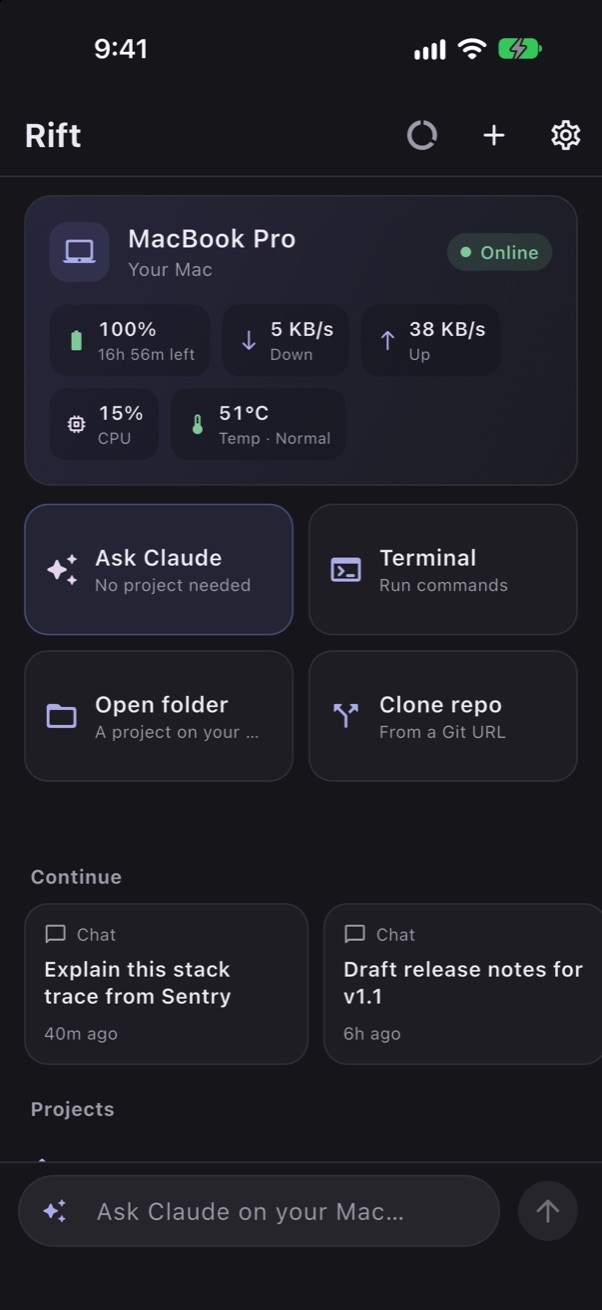 9:41
Rift
MacBook Pro
Your Mac
Online
100%
16h 56m left
5 KB/s
Down
38 KB/s
Up
15%
CPU
51°C
Temp · Normal
Ask Claude
No project needed
Terminal
Run commands
Open folder
A project on your ...
Clone repo
From a Git URL
Continue
Chat
Explain this stack
trace from Sentry
40m ago
Chat
Draft release notes for
v1.1
6h ago
Projects
Ask Claude on your Mac...